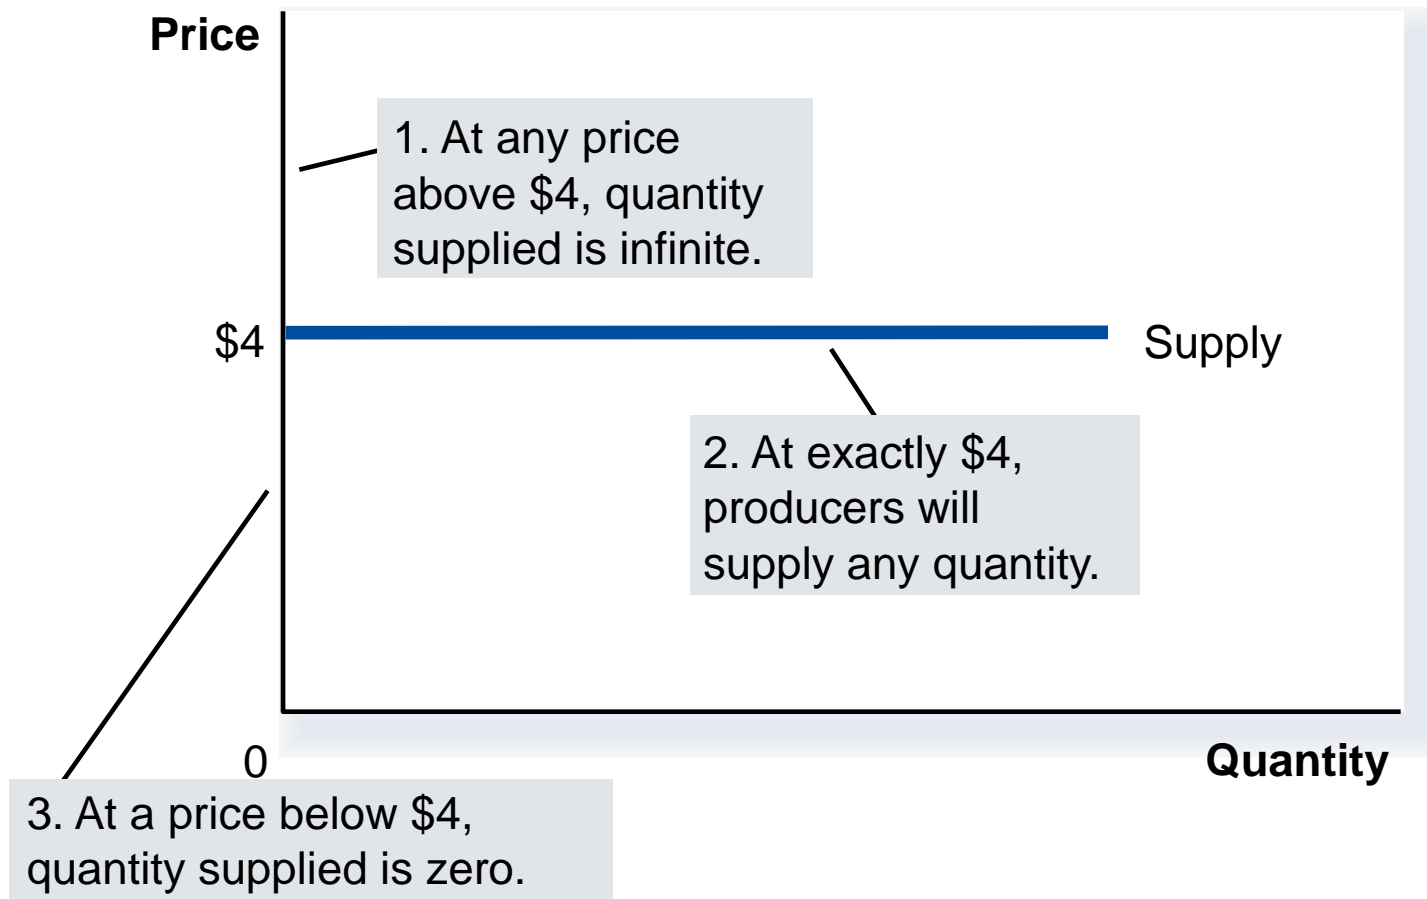 Price
1. At any price
above $4, quantity
supplied is infinite.
$4
Supply
2. At exactly $4,
producers will
supply any quantity.
0
Quantity
3. At a price below $4,
quantity supplied is zero.